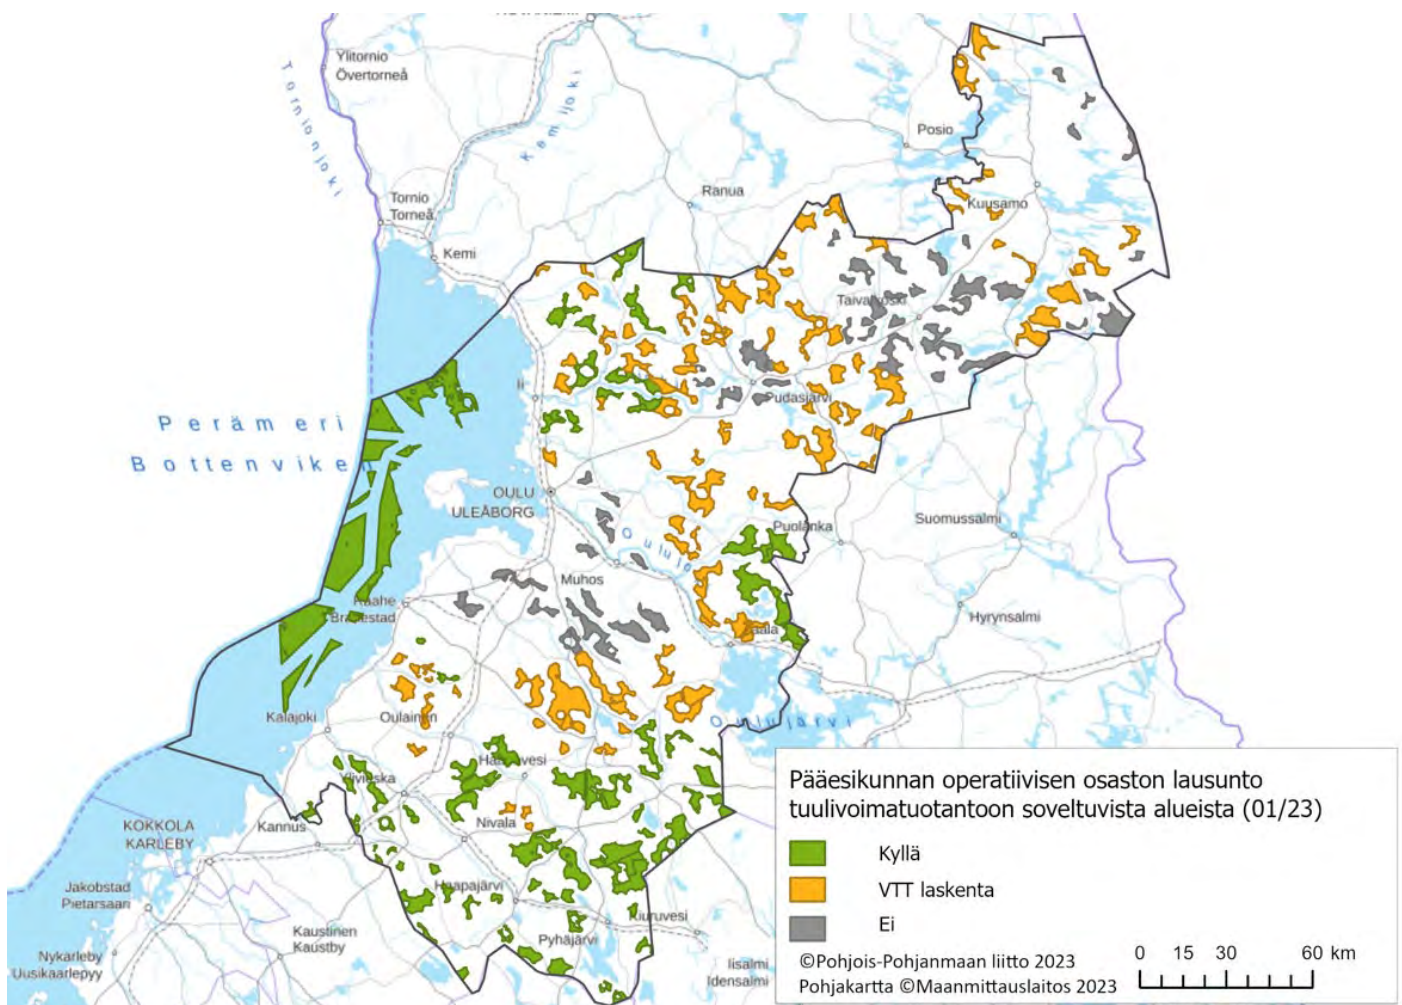 Ylitornio
Övertorneå
Tornionjoki
Kemijoki
Posio
Ranua
Kuusamo
Tornio
Torneå
Kemi
Taivalkoski
Ii
Pudasjärvi
Perämeri
Bottenviken
OULU
ULEÅBORG
Puolanka
Suomussalmi
Muhos
Raahe
Brahestad
Hyrynsalmi
Vaala
Kalajoki
Oulainen
Oulujärvi
Ylivieska
Haapavesi
KOKKOLA
KARLEBY
Kannus
Nivala
Jakobstad
Pietarsaari
Haapajärvi
Kiuruvesi
Kaustinen
Kaustby
Pyhäjärvi
Nykarleby
Uusikaarlepyy
Iisalmi
Idensalmi
Pääesikunnan operatiivisen osaston lausunto
tuulivoimatuotantoon soveltuvista alueista (01/23)
Kyllä
VTT laskenta
Ei
©Pohjois-Pohjanmaan liitto 2023
Pohjakartta ©Maanmittauslaitos 2023
0 15 30 60 km